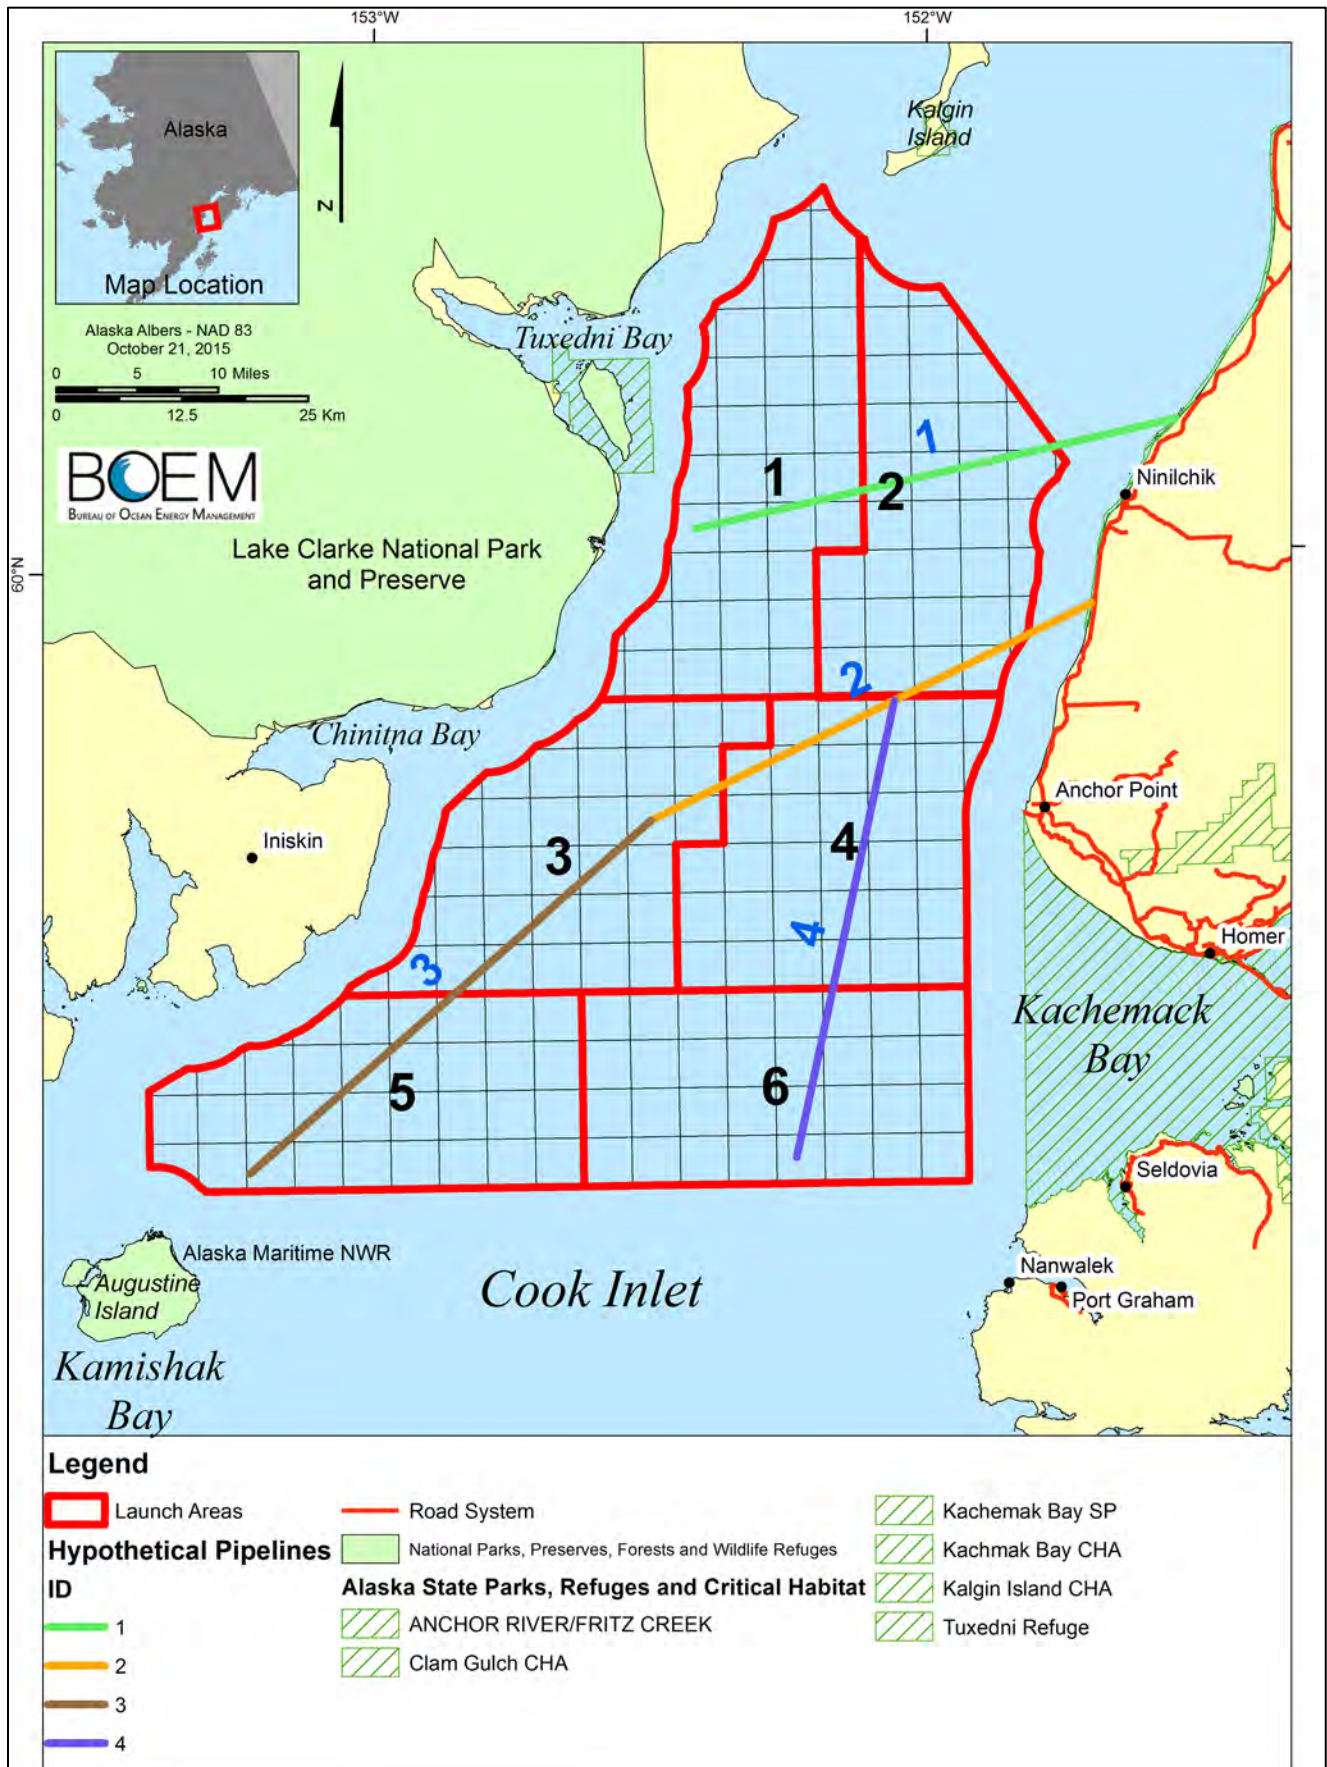 153°W
152°W
Alaska
Map Location
N
Kalgin
Island
Alaska Albers - NAD 83
October 21, 2015
0 5 10 Miles
0 12.5 25 Km
Tuxedni Bay
BOEM
BUREAU OF OCEAN ENERGY MANAGEMENT
1
1
2
Ninilchik
Lake Clarke National Park
and Preserve
60°N
2
Chinitna Bay
Anchor Point
Iniskin
3
4
4
Homer
3
Kachemack
Bay
5
6
Seldovia
Alaska Maritime NWR
Augustine
Island
Cook Inlet
Nanwalek
Port Graham
Kamishak
Bay
Legend
Launch Areas
Hypothetical Pipelines
ID
1
2
3
4
Road System
National Parks, Preserves, Forests and Wildlife Refuges
Alaska State Parks, Refuges and Critical Habitat
ANCHOR RIVER/FRITZ CREEK
Clam Gulch CHA
Kachemak Bay SP
Kachmak Bay CHA
Kalgin Island CHA
Tuxedni Refuge